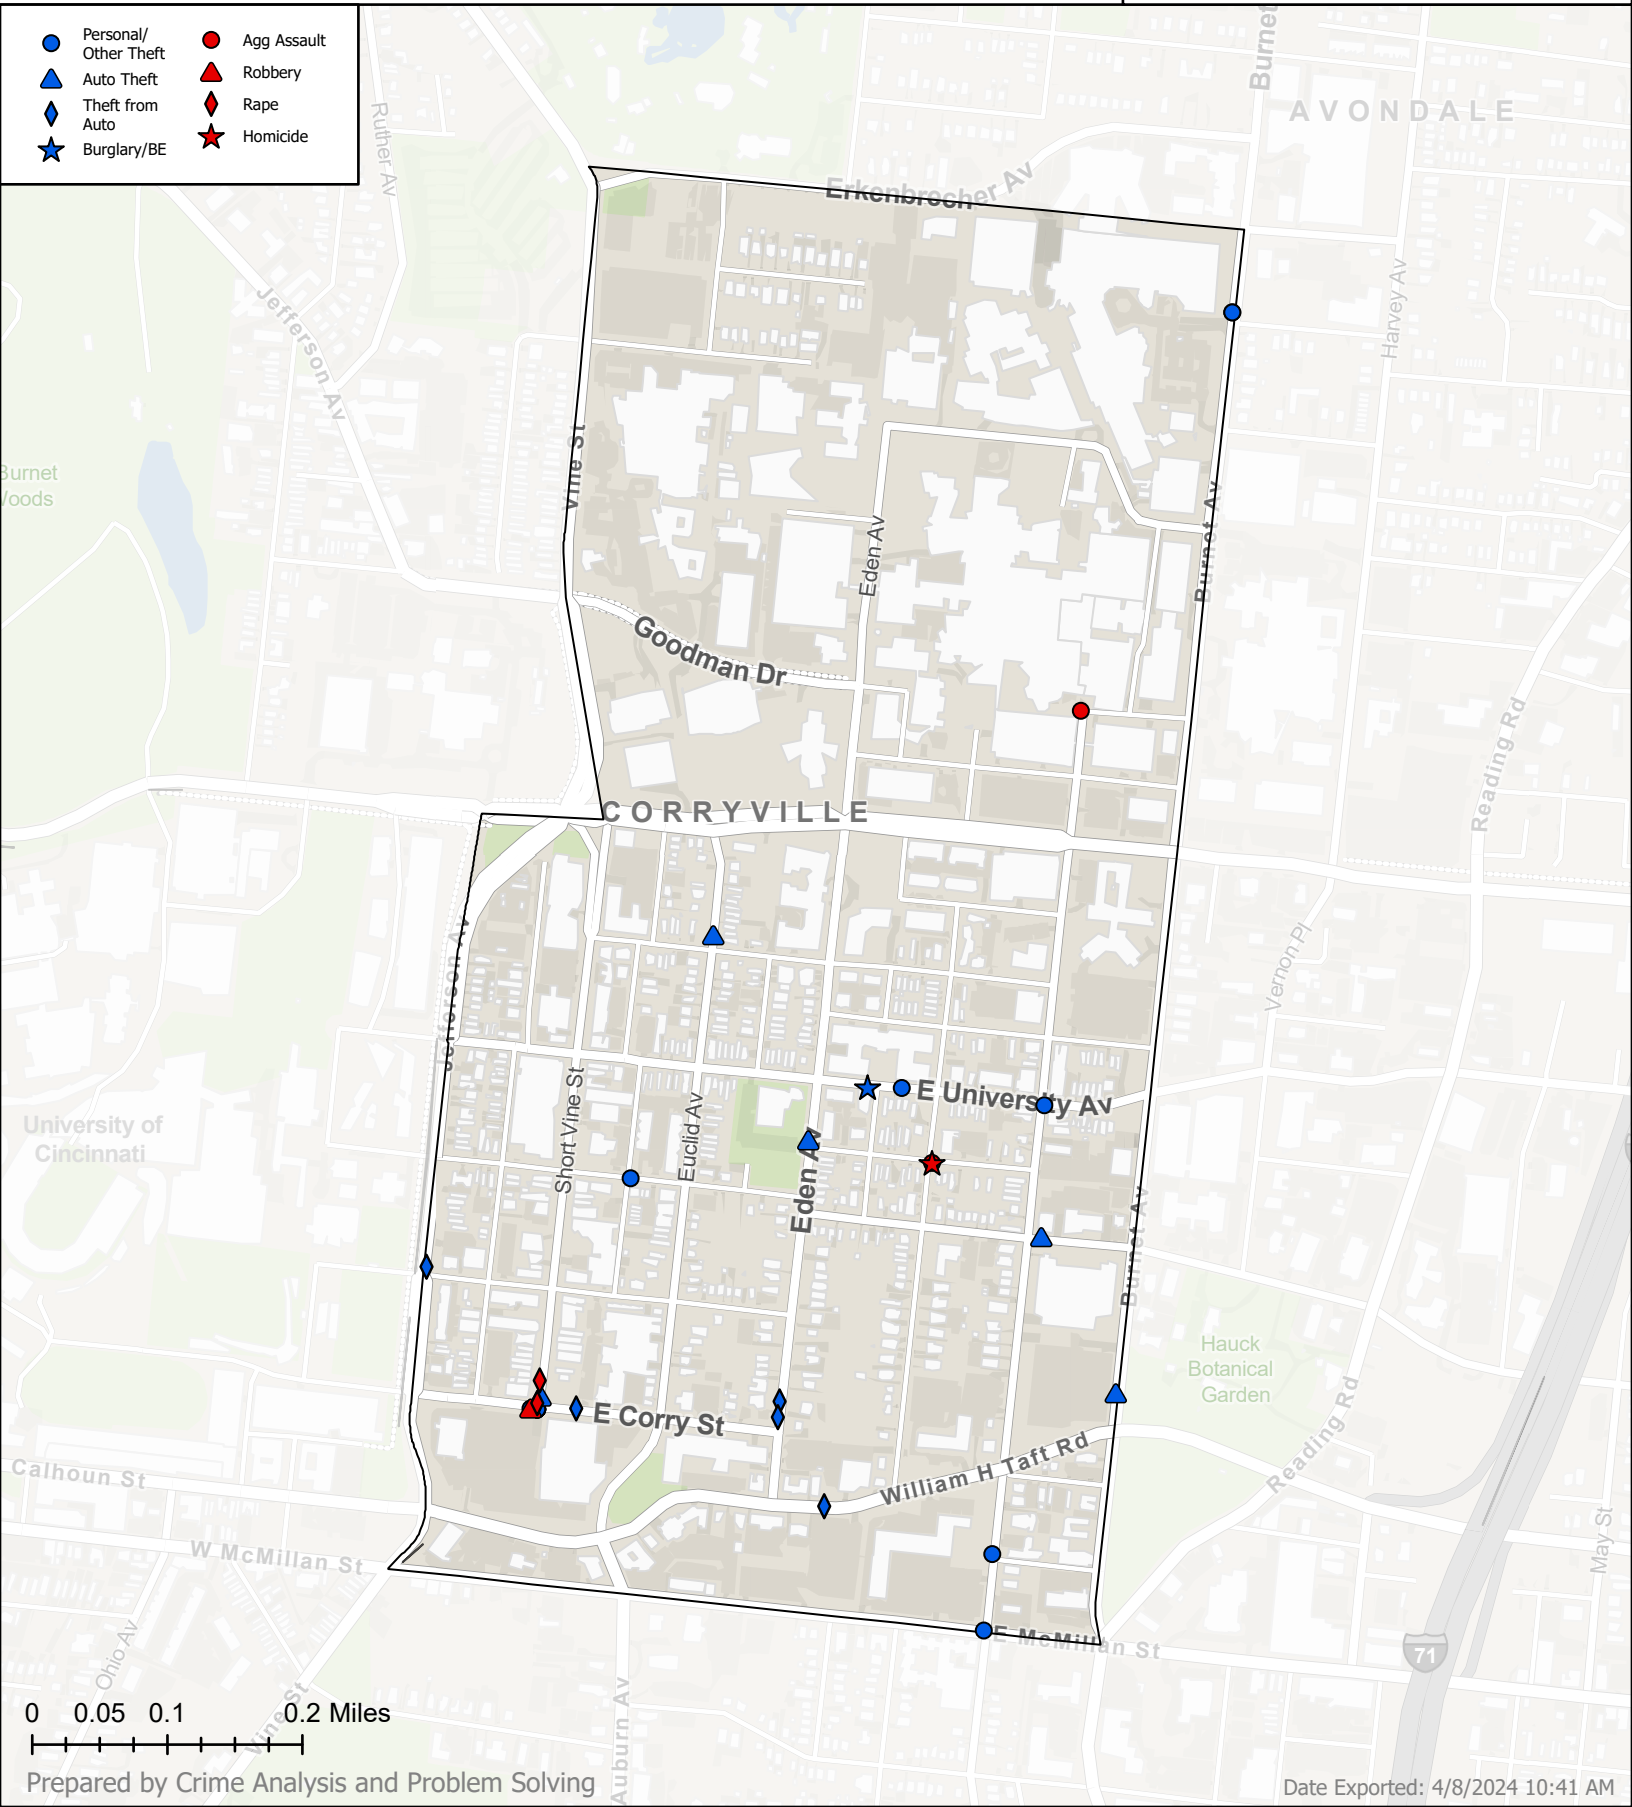 Personal/
Other Theft
Auto Theft
Theft from
Auto
Burglary/BE
Agg Assault
Robbery
Rape
Homicide
Burnet
AVONDALE
Ruther Av
Erkenbrecher Av
Jefferson Av
Harvey Av
Vine St
Burnet
Woods
Eden Av
Burnet Av
Goodman Dr
Reading Rd
CORRYVILLE
Jefferson Av
Vernon Pl
Short Vine St
Euclid Av
E University Av
University of
Cincinnati
Eden Av
Burnet Av
Hauck
Botanical
Garden
E Corry St
Reading Rd
William H Taft Rd
Calhoun St
W McMillan St
May St
Ohio Av
E McMillan St
71
Vine St
Auburn Av
0 0.05 0.1 0.2 Miles
Prepared by Crime Analysis and Problem Solving
Date Exported: 4/8/2024 10:41 AM